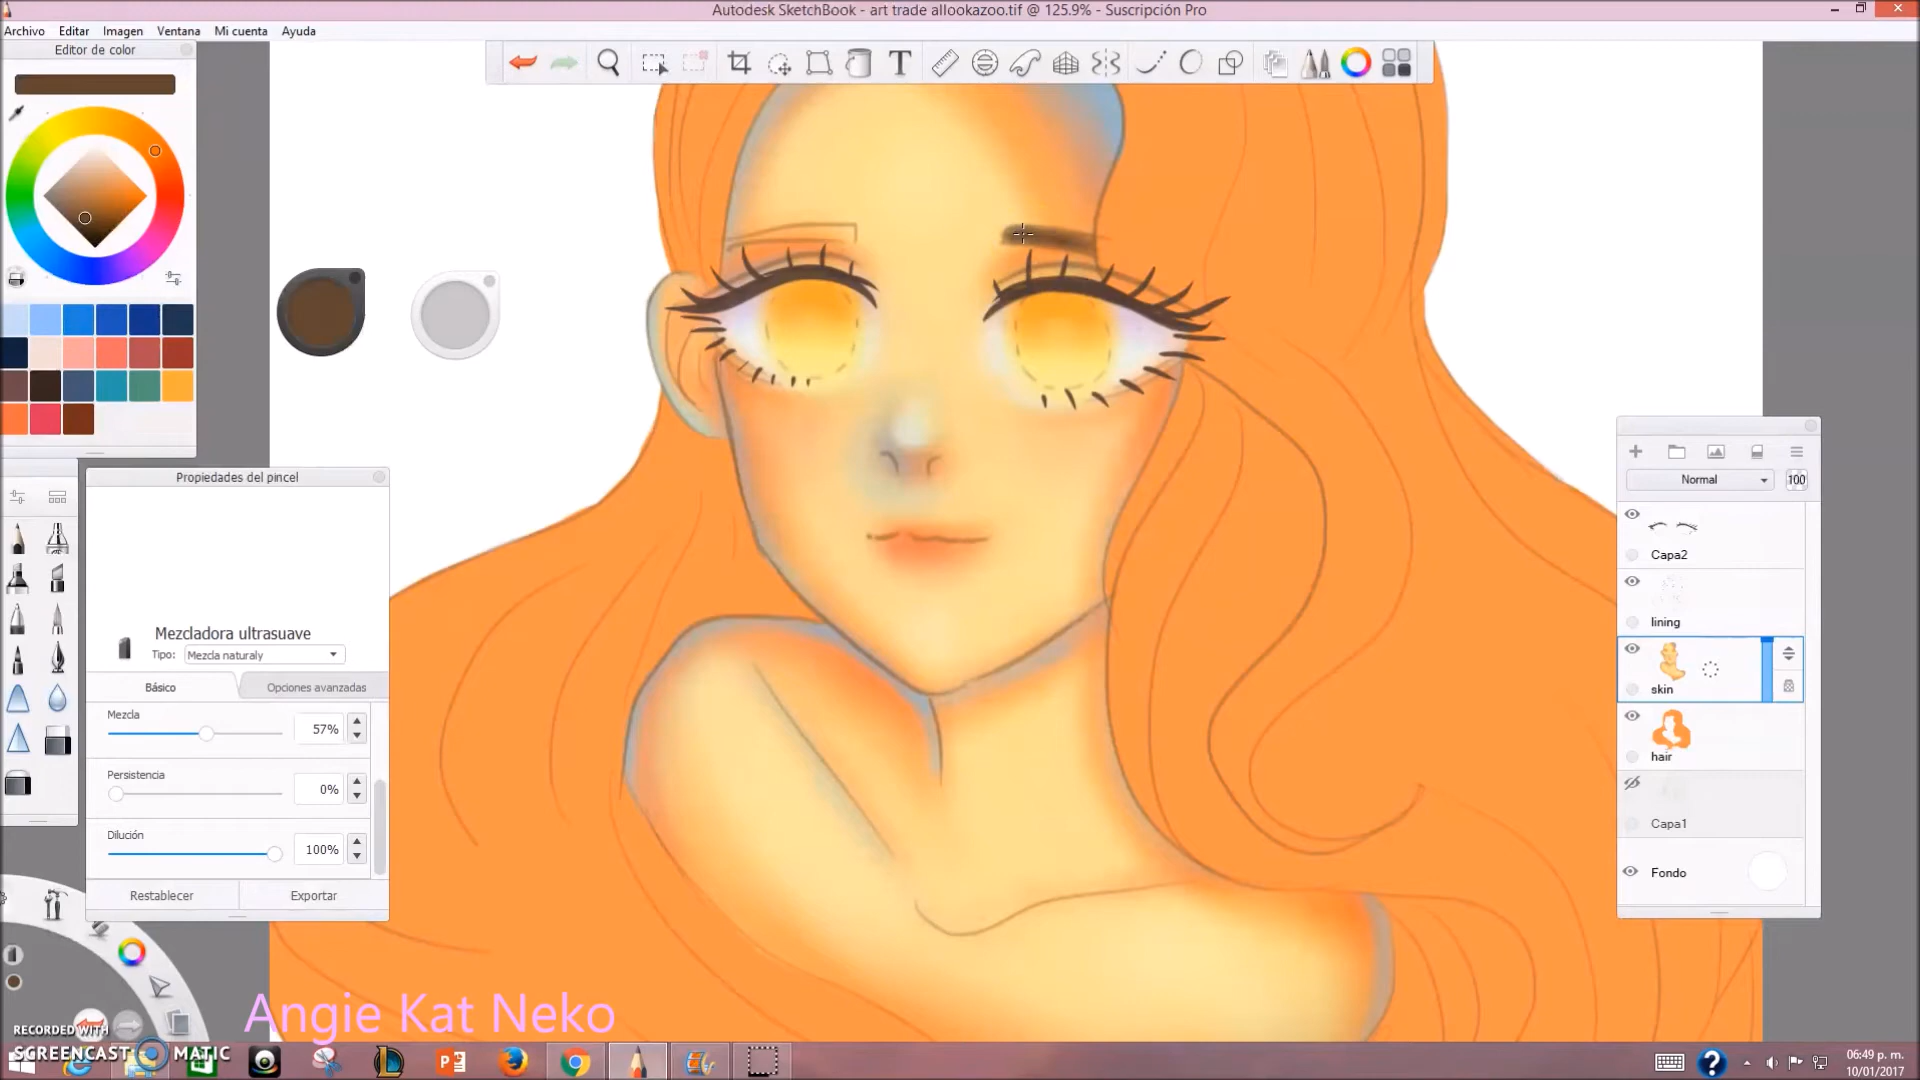 Autodesk SketchBook - art trade allookazoo.tif @ 125.9% - Suscripción Pro
Archivo Editar Imagen Ventana Mi cuenta Ayuda
Editor de color
T
Propiedades del pincel
Mezcladora ultrasuave
Tipo: Mezcla naturaly
Básico Opciones avanzadas
Mezcla
57%
Persistencia
0%
Dilución
100%
Restablecer Exportar
Normal 100
Capa2
lining
skin
hair
Capa1
Fondo
Angie Kat Neko
RECORDED WITH
SCREENCAST MATIC
06:49 p. m.
10/01/2017